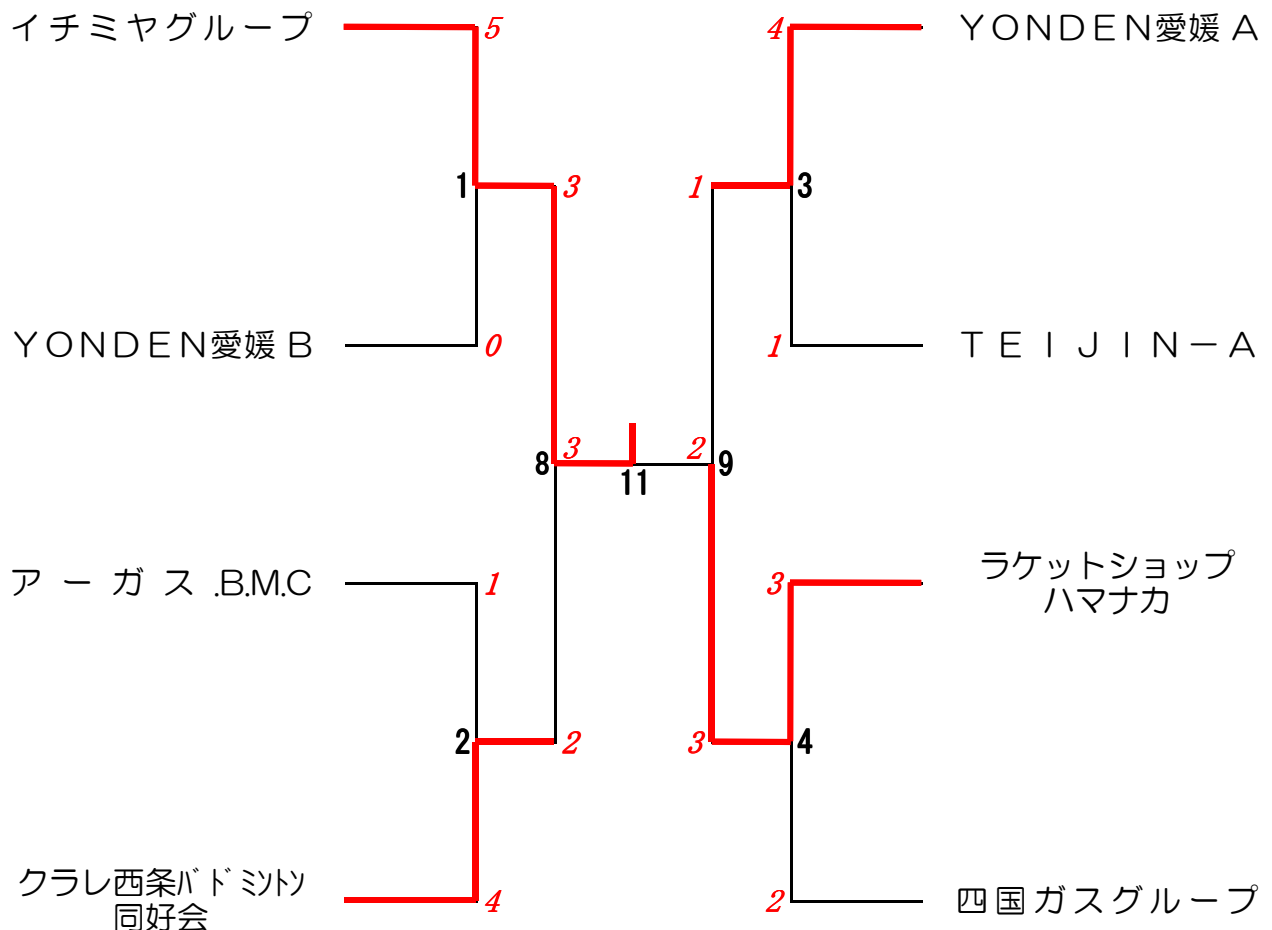 イチミヤグループ
5
4
YONDEN愛媛 A
1
3
1
3
YONDEN愛媛 B
0
1
TEIJIN－A
8
3
11
2
9
アーガス.B.M.C
1
3
ラケットショップ
ハマナカ
2
2
3
4
クラレ西条バドミントン
同好会
4
2
四国ガスグループ